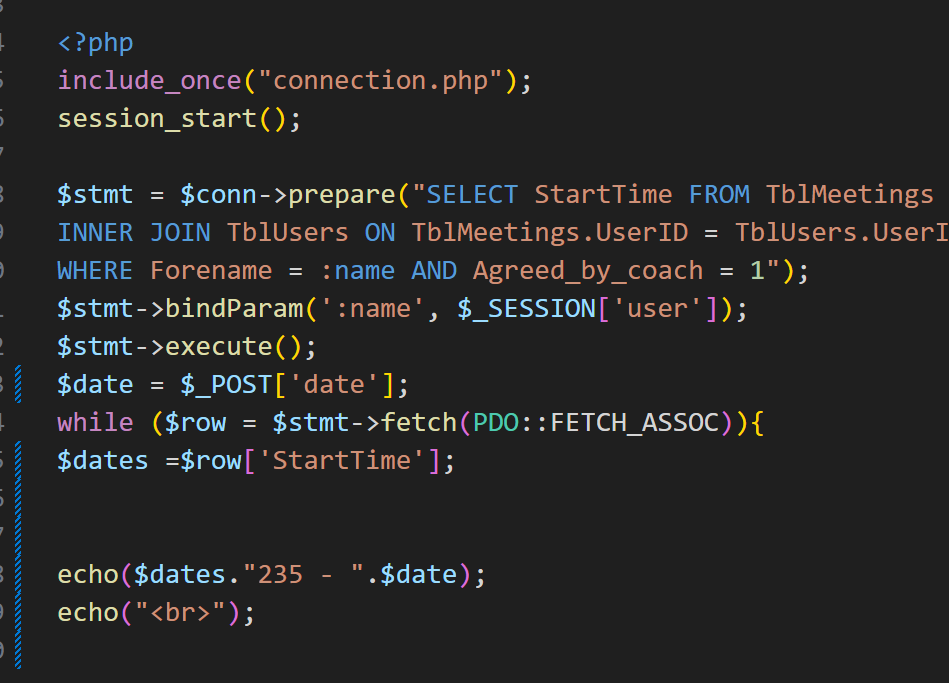 <?php
include_once("connection.php");
session_start();
$stmt = $conn->prepare("SELECT StartTime FROM TblMeetings
INNER JOIN TblUsers ON TblMeetings.UserID = TblUsers.UserI
WHERE Forename = :name AND Agreed_by_coach = 1");
$stmt->bindParam(':name', $_SESSION['user']);
$stmt->execute();
$date = $_POST['date'];
while ($row = $stmt->fetch(PDO::FETCH_ASSOC)){
$dates =$row['StartTime'];
echo($dates."235 - ".$date);
echo("<br>");